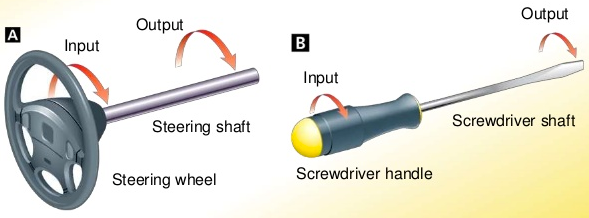 A
Input
Output
Steering shaft
Steering wheel
B
Input
Output
Screwdriver shaft
Screwdriver handle